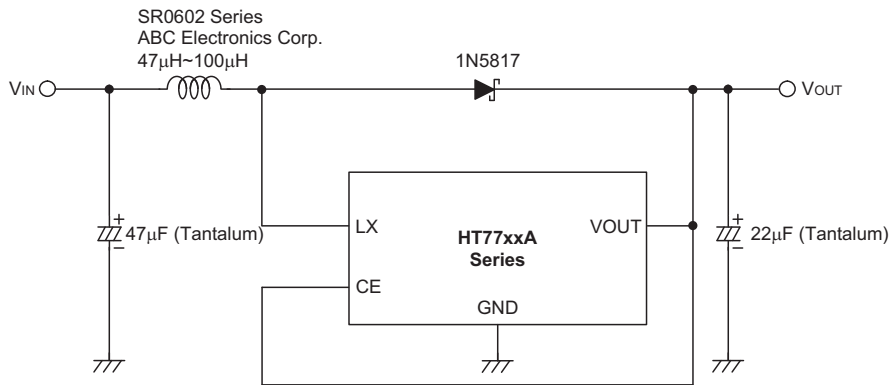 SR0602 Series
ABC Electronics Corp.
47μH~100μH
1N5817
VIN
VOUT
+
47μF (Tantalum)
-
LX
HT77xxA
Series
VOUT
CE
GND
+
22μF (Tantalum)
-